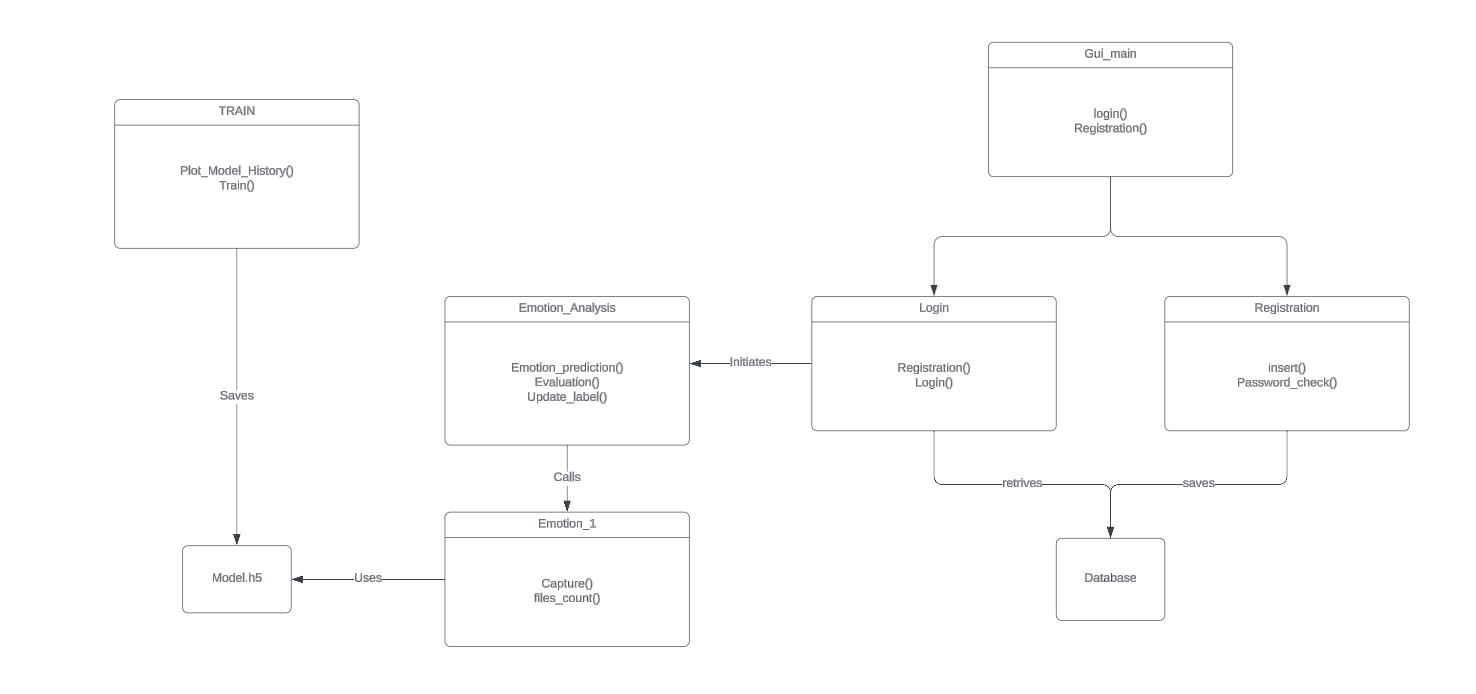 Gui_main
login()
Registration()
TRAIN
Plot_Model_History()
Train()
Emotion_Analysis
Emotion_prediction()
Evaluation()
Update_label()
Initiates
Login
Registration()
Login()
Registration
insert()
Password_check()
Saves
Calls
retrives
saves
Emotion_1
Capture()
files_count()
Uses
Model.h5
Database